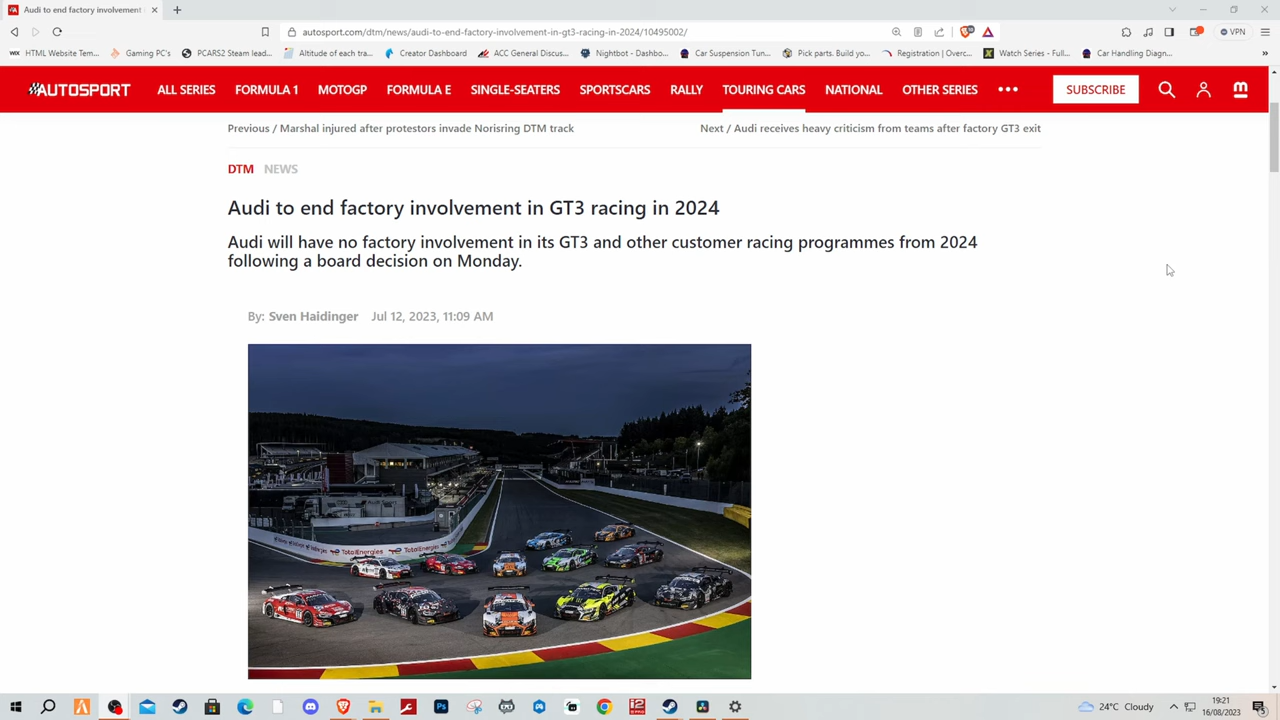 Audi to end factory involvement
autosport.com/dtm/news/audi-to-end-factory-involvement-in-gt3-racing-in-2024/10495002/
VPN
HTML Website Tem...
Gaming PC's
PCARS2 Steam lead...
Altitude of each tra...
Creator Dashboard
ACC General Discus...
Nightbot - Dashbo...
Car Suspension Tun...
Pick parts. Build yo...
Registration | Overc...
Watch Series - Full...
Car Handling Diagn...
AUTOSPORT
ALL SERIES
FORMULA 1
MOTOGP
FORMULA E
SINGLE-SEATERS
SPORTSCARS
RALLY
TOURING CARS
NATIONAL
OTHER SERIES
SUBSCRIBE
Previous / Marshal injured after protestors invade Norisring DTM track
Next / Audi receives heavy criticism from teams after factory GT3 exit
DTM NEWS
Audi to end factory involvement in GT3 racing in 2024
Audi will have no factory involvement in its GT3 and other customer racing programmes from 2024
following a board decision on Monday.
By: Sven Haidinger Jul 12, 2023, 11:09 AM
TotalEnergies
TotalEnergies
24°C Cloudy
19:21
16/08/2023